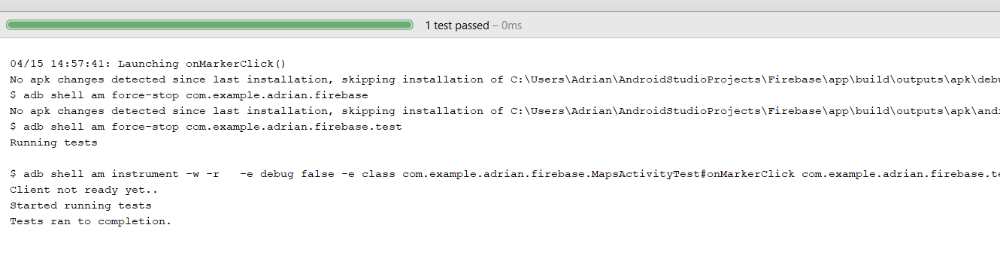 1 test passed – 0ms
04/15 14:57:41: Launching onMarkerClick()
No apk changes detected since last installation, skipping installation of C:\Users\Adrian\AndroidStudioProjects\Firebase\app\build\outputs\apk\debu
$ adb shell am force-stop com.example.adrian.firebase
No apk changes detected since last installation, skipping installation of C:\Users\Adrian\AndroidStudioProjects\Firebase\app\build\outputs\apk\and
$ adb shell am force-stop com.example.adrian.firebase.test
Running tests
$ adb shell am instrument -w -r   -e debug false -e class com.example.adrian.firebase.MapsActivityTest#onMarkerClick com.example.adrian.firebase.te
Client not ready yet..
Started running tests
Tests ran to completion.